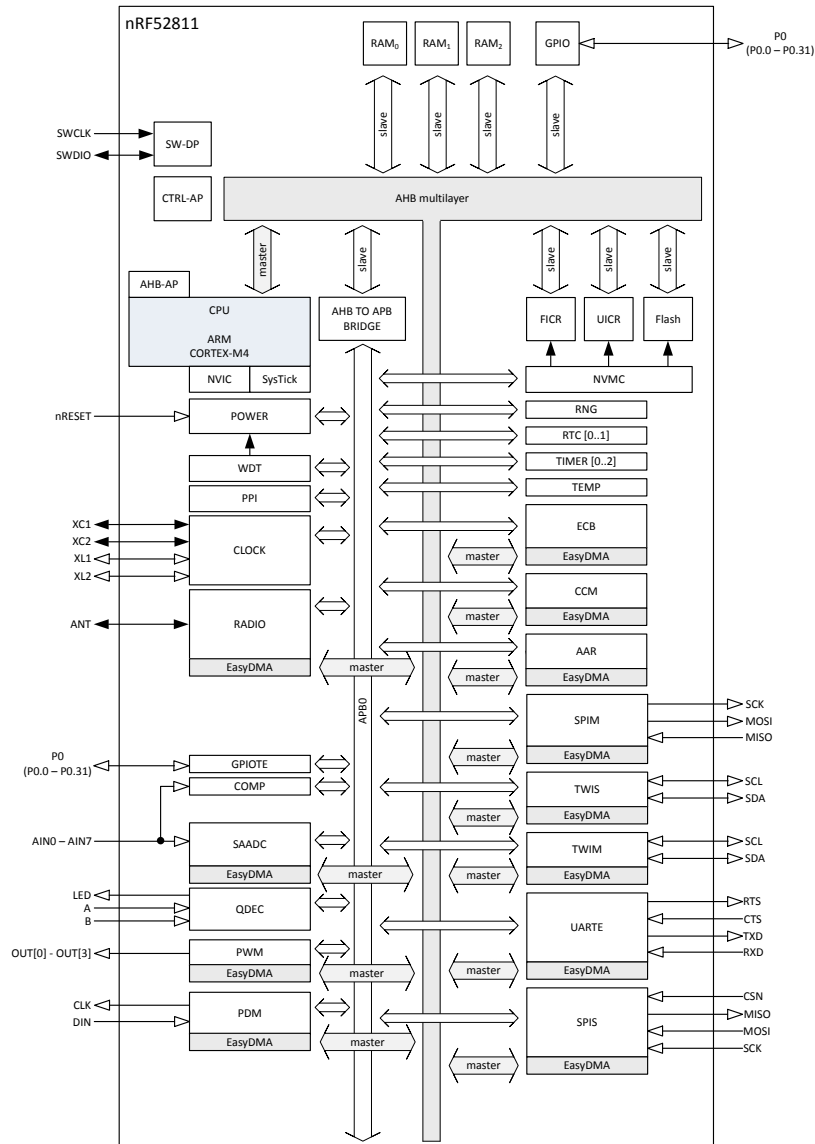 nRF52811
RAM0
RAM1
RAM2
GPIO
P0
(P0.0 – P0.31)
slave
slave
slave
slave
SWCLK
SWDIO
SW-DP
CTRL-AP
AHB multilayer
master
slave
slave
slave
slave
AHB-AP
CPU
ARM
CORTEX-M4
NVIC
SysTick
AHB TO APB
BRIDGE
FICR
UICR
Flash
NVMC
nRESET
POWER
RNG
RTC [0..1]
WDT
TIMER [0..2]
PPI
TEMP
XC1
XC2
XL1
XL2
CLOCK
ECB
master
EasyDMA
ANT
RADIO
EasyDMA
master
CCM
master
EasyDMA
AAR
master
EasyDMA
APB0
SPIM
master
EasyDMA
SCK
MOSI
MISO
P0
(P0.0 – P0.31)
GPIOTE
COMP
TWIS
master
EasyDMA
SCL
SDA
AIN0 – AIN7
SAADC
EasyDMA
master
TWIM
master
EasyDMA
SCL
SDA
LED
A
B
QDEC
UARTE
master
EasyDMA
RTS
CTS
TXD
RXD
OUT[0] - OUT[3]
PWM
EasyDMA
master
CLK
DIN
PDM
EasyDMA
master
SPIS
master
EasyDMA
CSN
MISO
MOSI
SCK